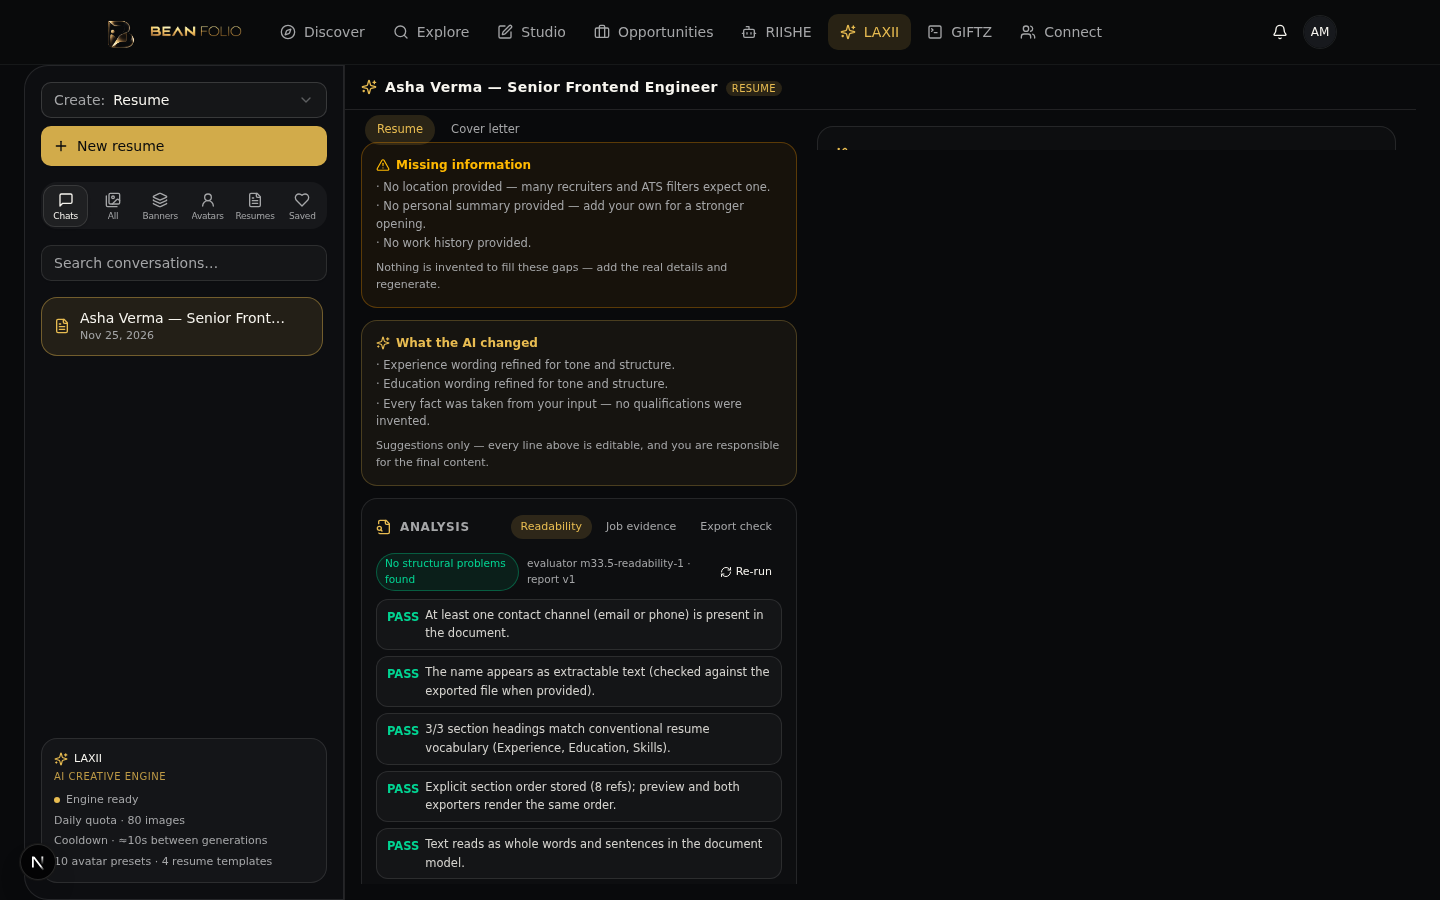 BEAN FOLIO
Discover
Explore
Studio
Opportunities
RIISHE
LAXII
GIFTZ
Connect
AM
Create: Resume
New resume
Chats
All
Banners
Avatars
Resumes
Saved
Search conversations...
Asha Verma — Senior Front...
Nov 25, 2026
LAXII
AI CREATIVE ENGINE
Engine ready
Daily quota · 80 images
Cooldown · ≈10s between generations
10 avatar presets · 4 resume templates
N
Asha Verma — Senior Frontend Engineer RESUME
Resume
Cover letter
Missing information
· No location provided — many recruiters and ATS filters expect one.
· No personal summary provided — add your own for a stronger
opening.
· No work history provided.
Nothing is invented to fill these gaps — add the real details and
regenerate.
What the AI changed
· Experience wording refined for tone and structure.
· Education wording refined for tone and structure.
· Every fact was taken from your input — no qualifications were
invented.
Suggestions only — every line above is editable, and you are responsible
for the final content.
ANALYSIS
Readability
Job evidence
Export check
No structural problems
found
evaluator m33.5-readability-1 ·
report v1
Re-run
PASS At least one contact channel (email or phone) is present in
the document.
PASS The name appears as extractable text (checked against the
exported file when provided).
PASS 3/3 section headings match conventional resume
vocabulary (Experience, Education, Skills).
PASS Explicit section order stored (8 refs); preview and both
exporters render the same order.
PASS Text reads as whole words and sentences in the document
model.